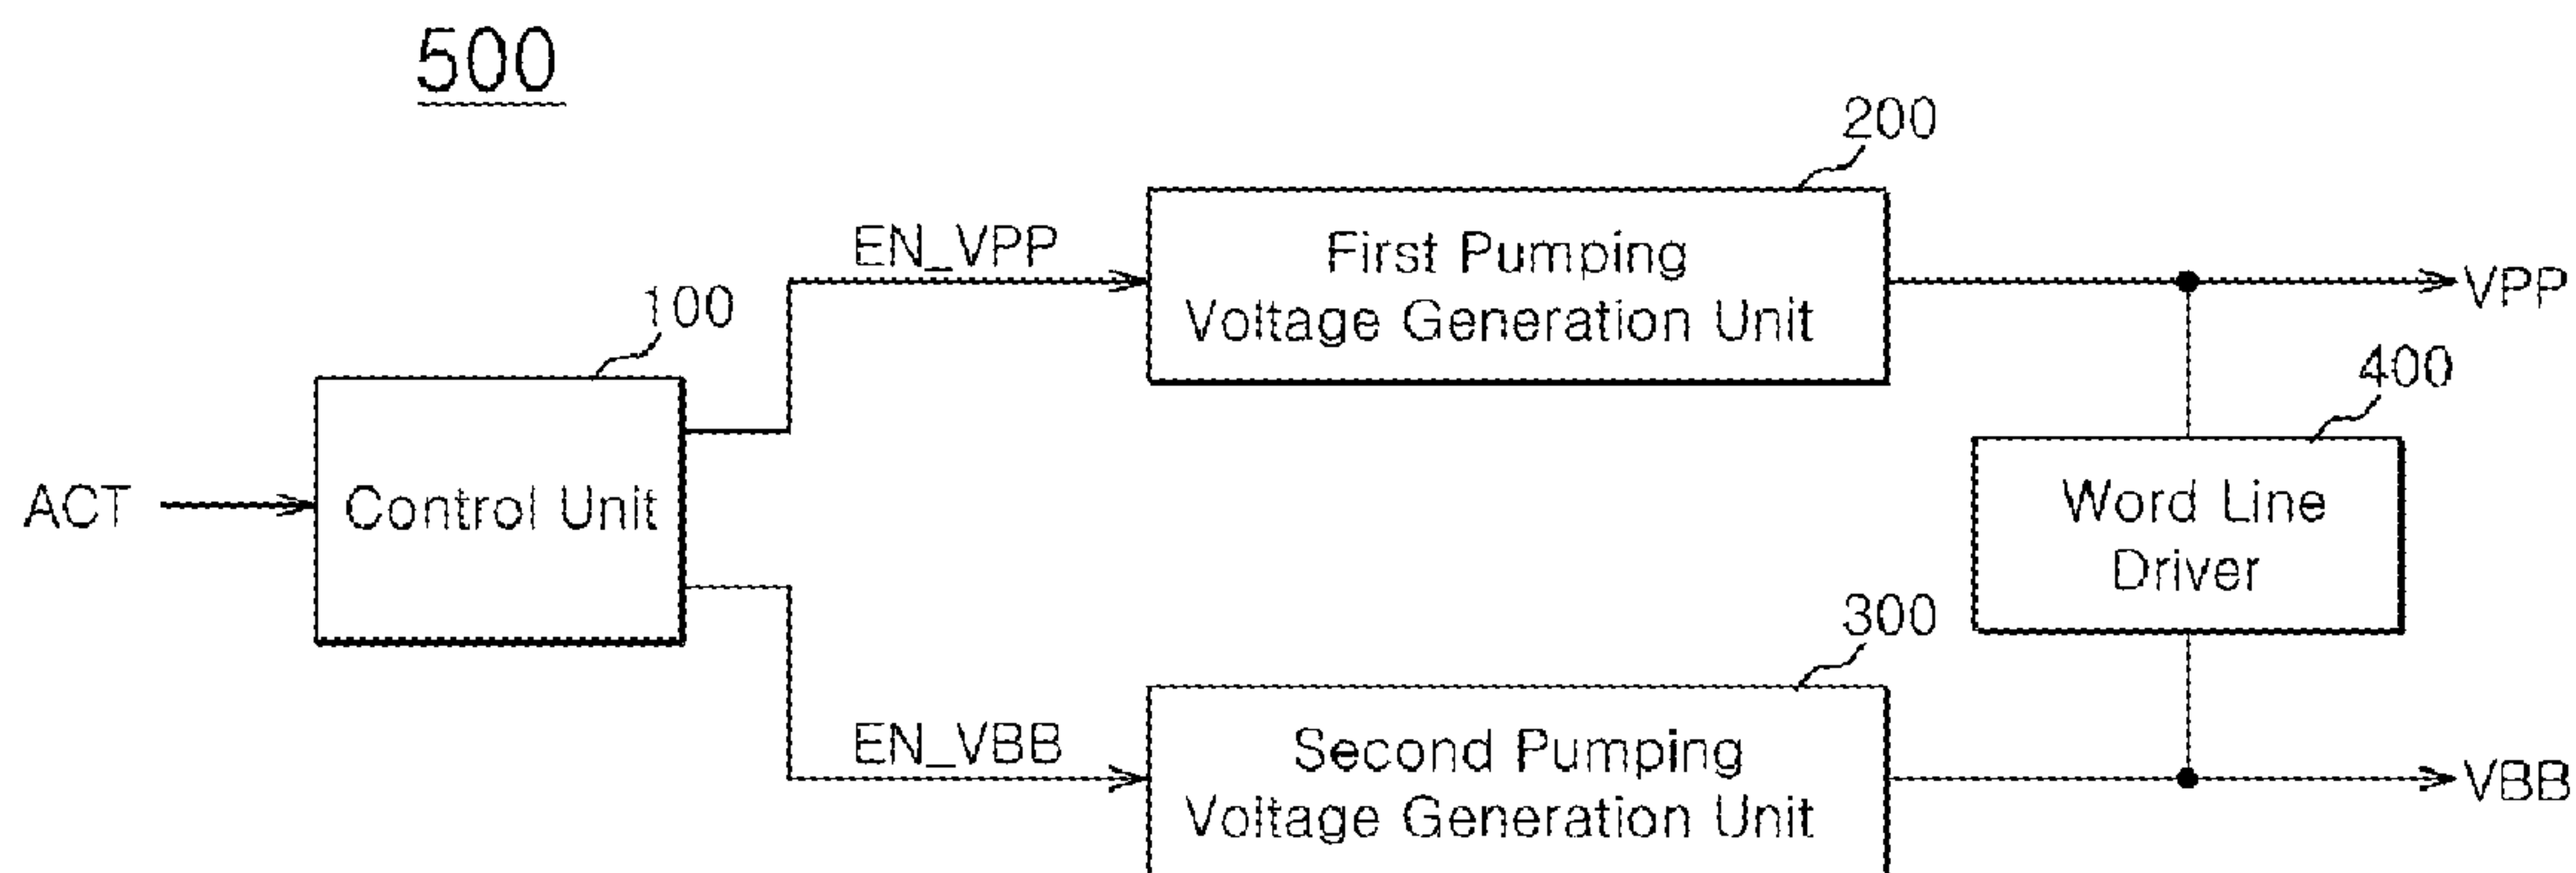 500
200
EN_VPP
First Pumping
Voltage Generation Unit
VPP
100
400
ACT
Control Unit
Word Line
Driver
300
EN_VBB
Second Pumping
Voltage Generation Unit
VBB